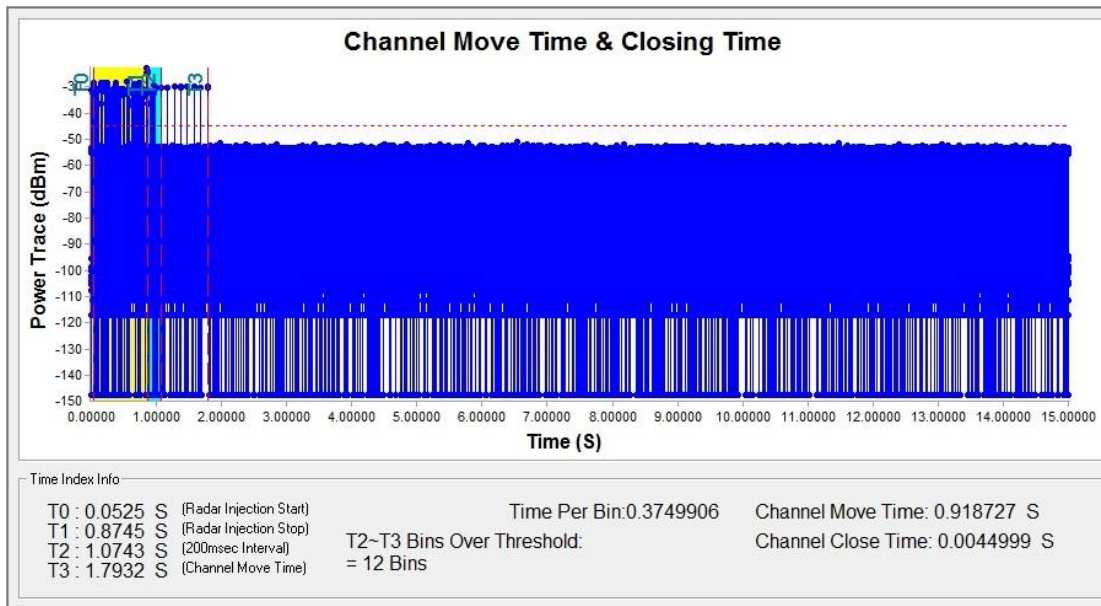 Channel Move Time & Closing Time
T0 T1 T2 T3
Power Trace (dBm)
-30
-40
-50
-60
-70
-80
-90
-100
-110
-120
-130
-140
-150
0.00000 1.00000 2.00000 3.00000 4.00000 5.00000 6.00000 7.00000 8.00000 9.00000 10.00000 11.00000 12.00000 13.00000 14.00000 15.00000
Time (S)
Time Index Info
T0 : 0.0525 S (Radar Injection Start)
T1 : 0.8745 S (Radar Injection Stop)
T2 : 1.0743 S (200msec Interval)
T3 : 1.7932 S (Channel Move Time)
Time Per Bin:0.3749906
T2~T3 Bins Over Threshold:
= 12 Bins
Channel Move Time: 0.918727 S
Channel Close Time: 0.0044999 S